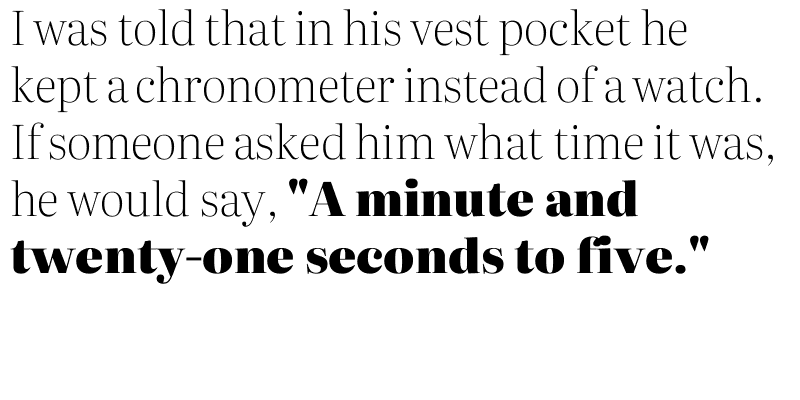 I was told that in his vest pocket he
kept a chronometer instead of a watch.
If someone asked him what time it was,
he would say, "A minute and
twenty-one seconds to five."